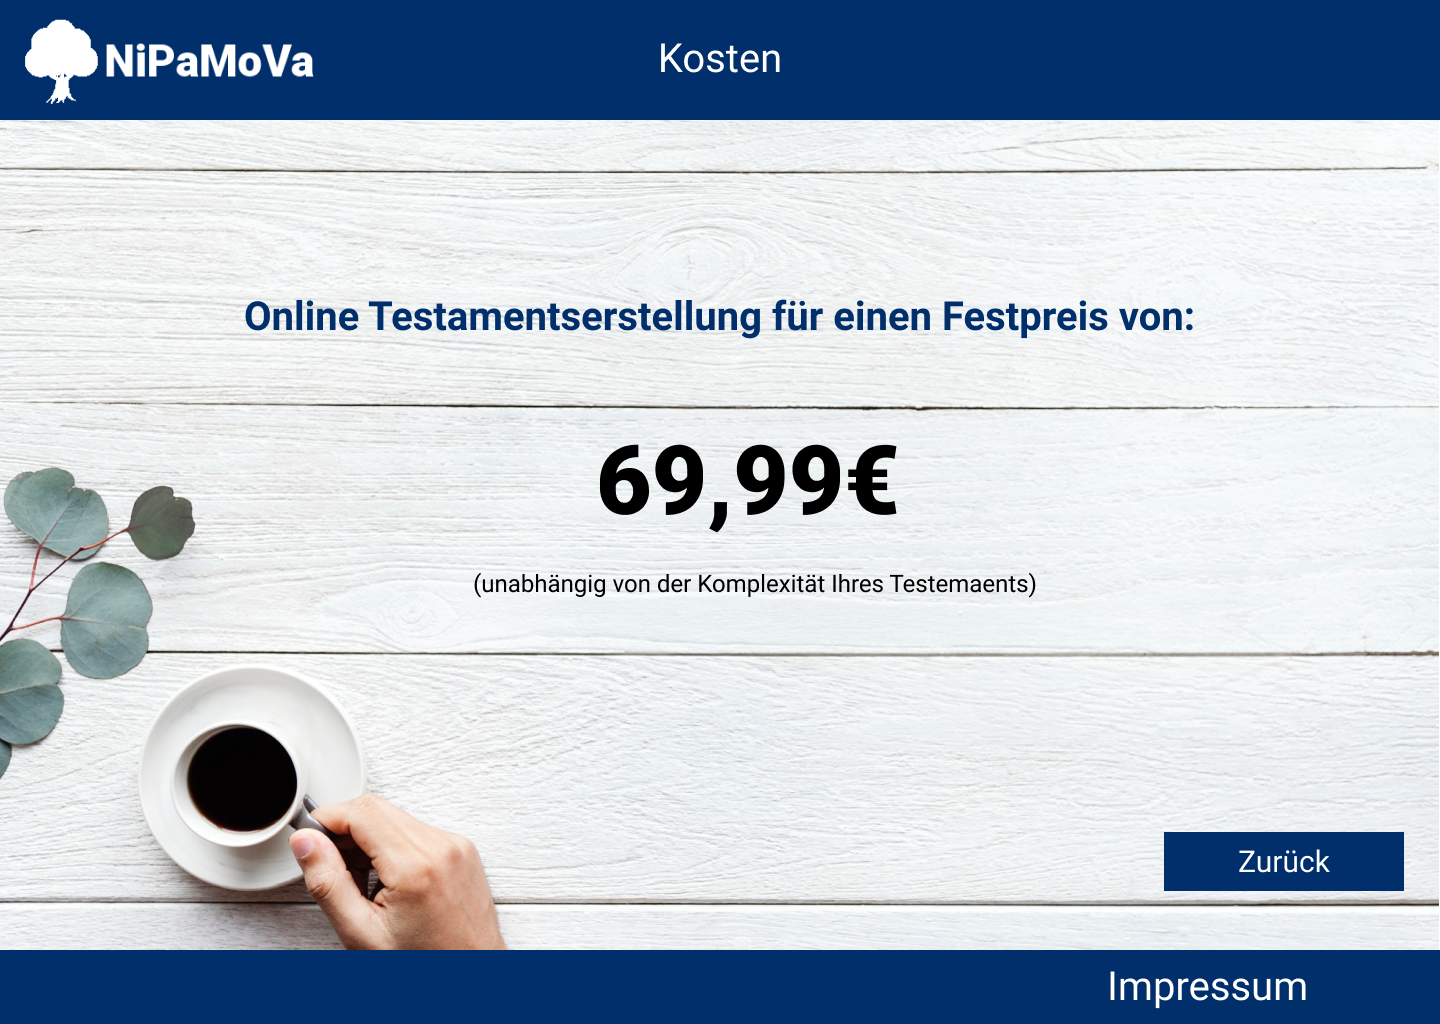 NiPaMoVa
Kosten
Online Testamentserstellung für einen Festpreis von:
69,99€
(unabhängig von der Komplexität Ihres Testemaents)
Zurück
Impressum